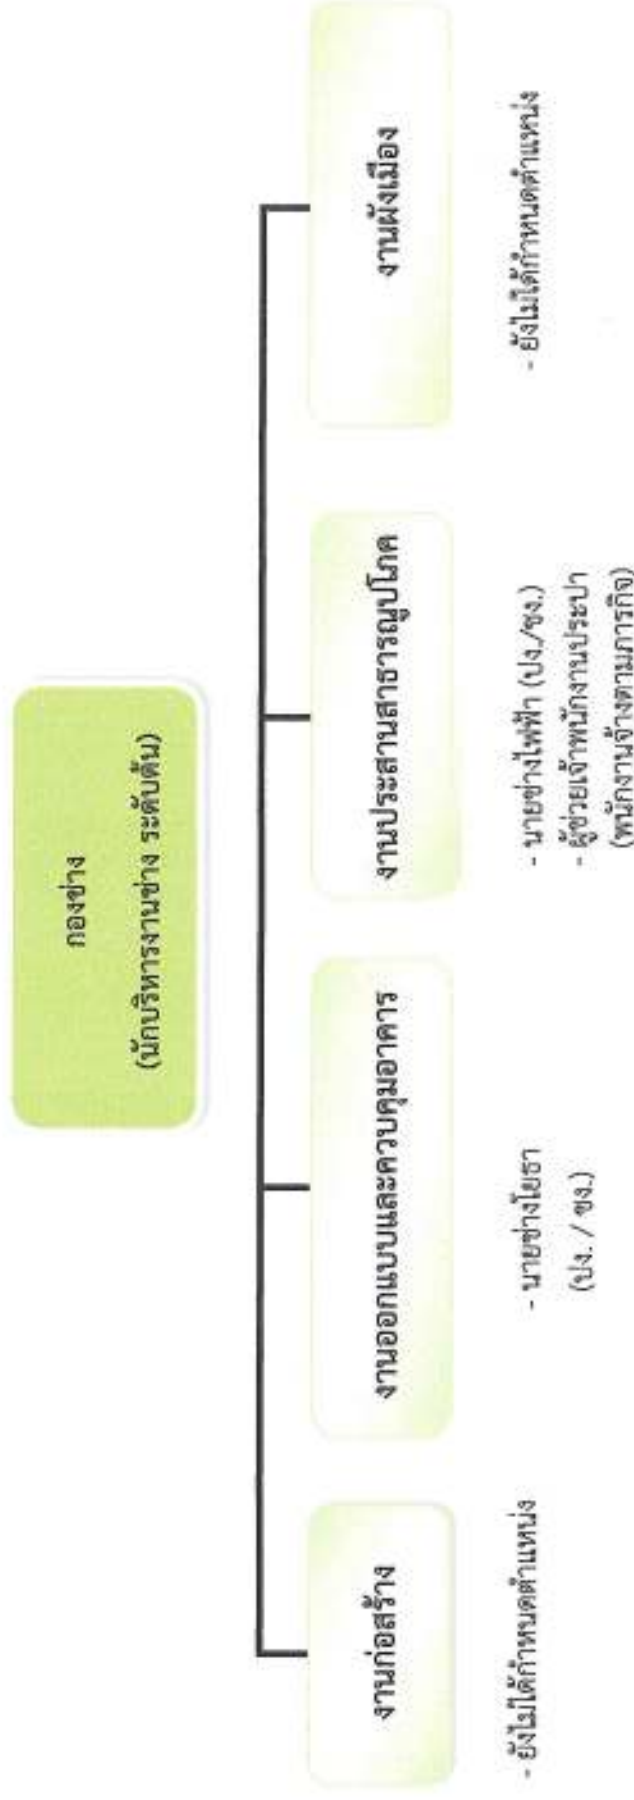 กองช่าง
(นักบริหารงานช่าง ระดับต้น)
งานก่อสร้าง
งานออกแบบและควบคุมอาคาร
งานประสานสาธารณูปโภค
งานผังเมือง
- ยังไม่ได้กำหนดตำแหน่ง
- นายช่างโยธา
(ปง. / ชง.)
- นายช่างไฟฟ้า (ปง./ชง.)
- ผู้ช่วยเจ้าพนักงานประปา
(พนักงานจ้างตามภารกิจ)
- ยังไม่ได้กำหนดตำแหน่ง